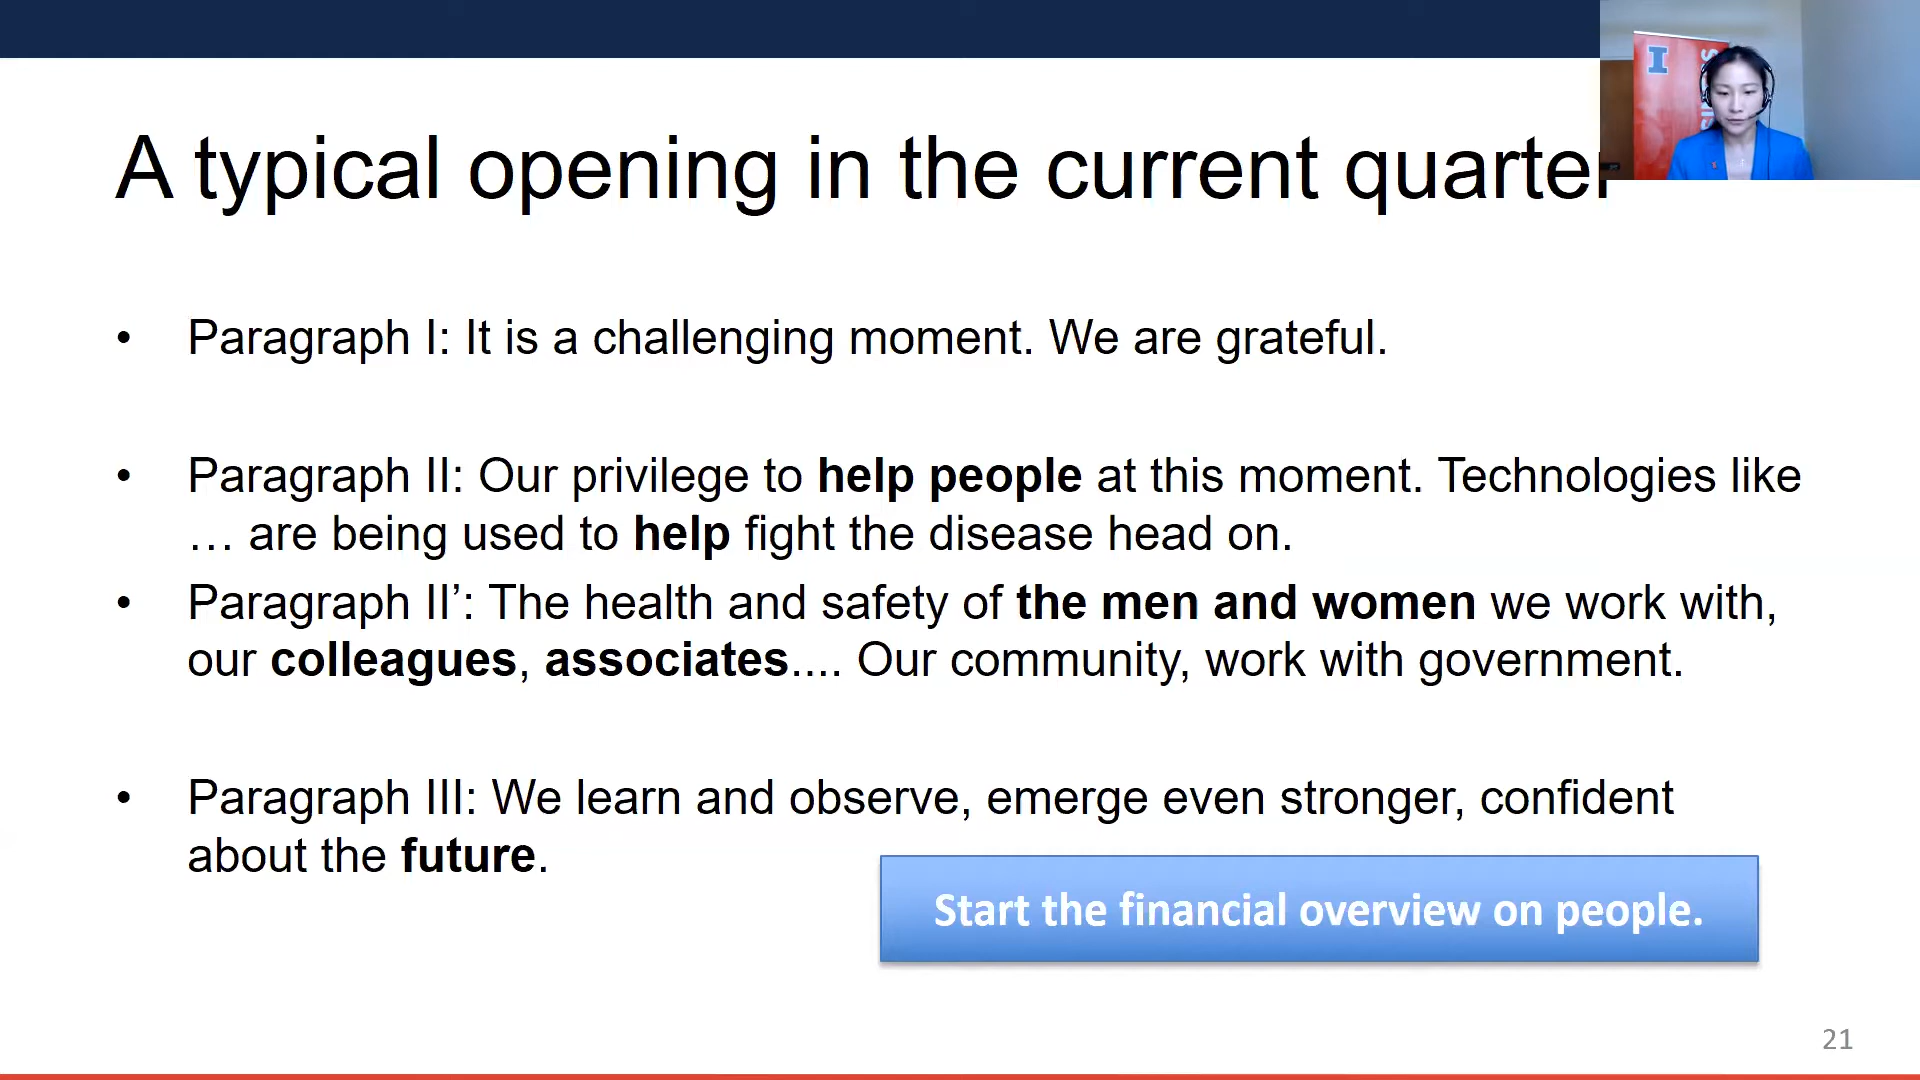 A typical opening in the current quarter
• Paragraph I: It is a challenging moment. We are grateful.
• Paragraph II: Our privilege to help people at this moment. Technologies like
… are being used to help fight the disease head on.
• Paragraph II’: The health and safety of the men and women we work with,
our colleagues, associates.... Our community, work with government.
• Paragraph III: We learn and observe, emerge even stronger, confident
about the future.
Start the financial overview on people.
21